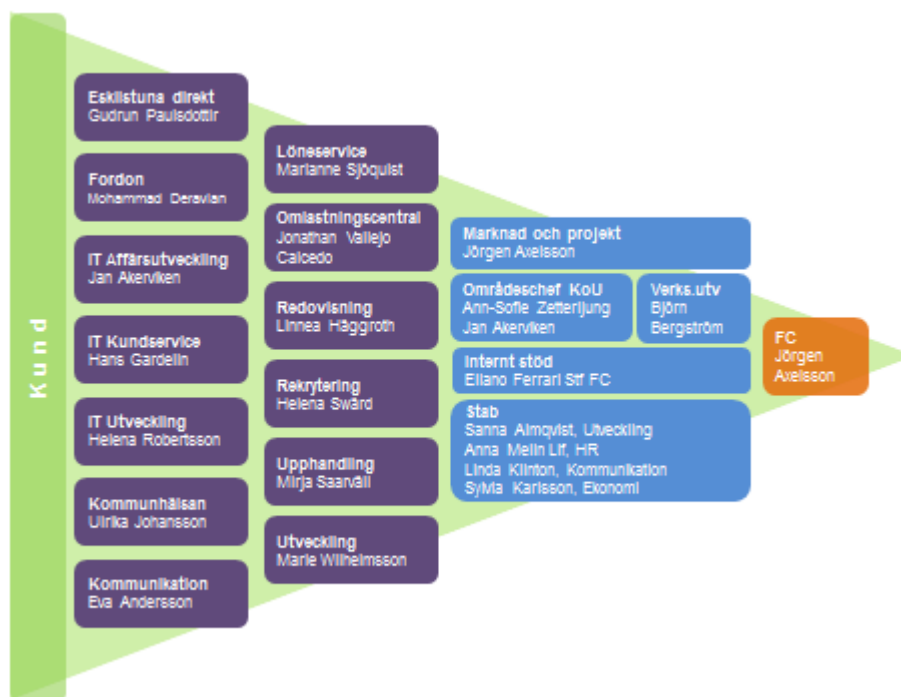 Kund
Eskilstuna direkt
Gudrun Paulsdottir
Fordon
Mohammad Deravian
IT Affärsutveckling
Jan Akerviken
IT Kundservice
Hans Gardelin
IT Utveckling
Helena Robertsson
Kommunhälsan
Ulrika Johansson
Kommunikation
Eva Andersson
Löneservice
Marianne Sjöquist
Omlastningscentral
Jonathan Vallejo
Caicedo
Redovisning
Linnea Häggroth
Rekrytering
Helena Swärd
Upphandling
Mirja Saarväli
Utveckling
Marie Wilhelmsson
Marknad och projekt
Jörgen Axelsson
Områdeschef KoU
Ann-Sofie Zetterljung
Jan Akerviken
Verks.utv
Björn
Bergström
Internt stöd
Eliano Ferrari Stf FC
Stab
Sanna Almqvist, Utveckling
Anna Melin Lif, HR
Linda Klinton, Kommunikation
Sylvia Karlsson, Ekonomi
FC
Jörgen
Axelsson